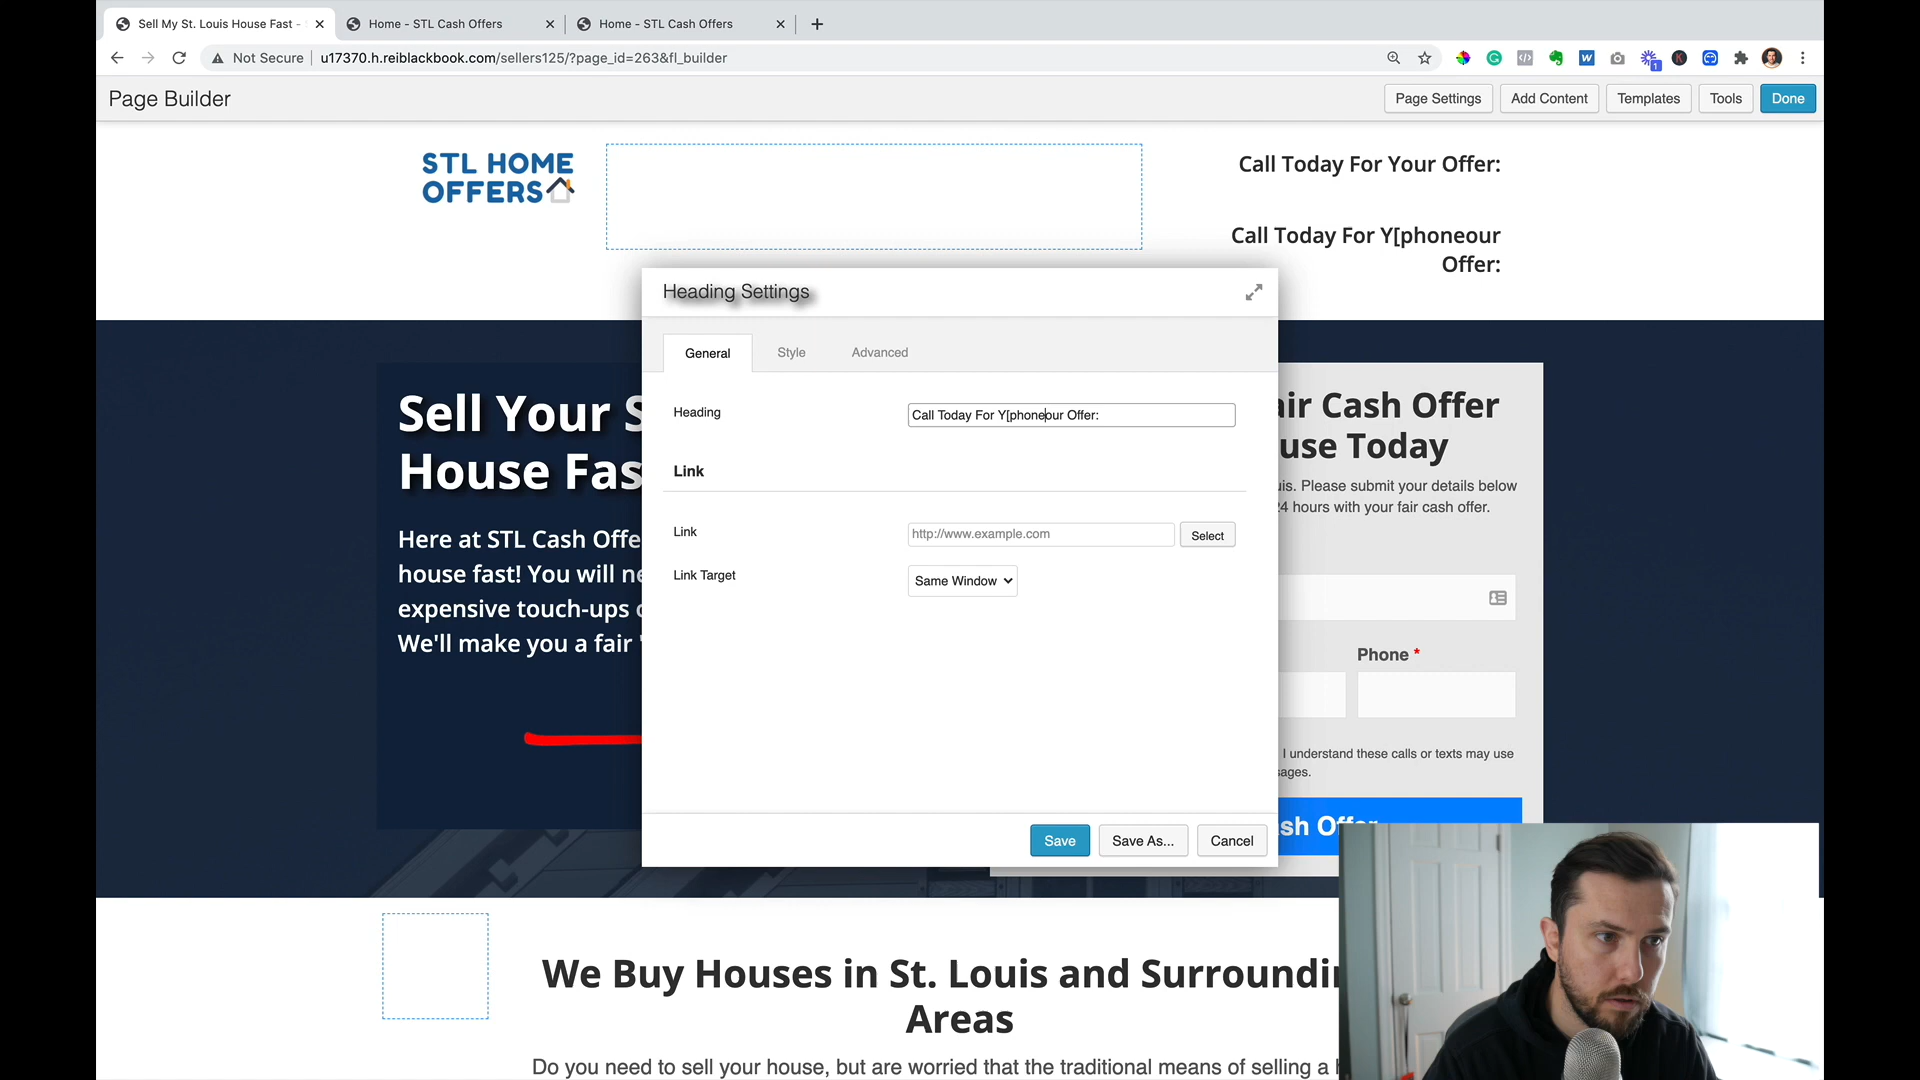 Sell My St. Louis House Fast -
Home - STL Cash Offers
Home - STL Cash Offers
Not Secure
u17370.h.reiblackbook.com/sellers125/?page_id=263&fl_builder
W
1
K
Page Builder
Page Settings
Add Content
Templates
Tools
Done
STL HOME
OFFERS
Call Today For Your Offer:
Call Today For Y[phoneour
Offer:
Heading Settings
General
Style
Advanced
Heading
Call Today For Y[phoneour Offer:
Link
Link
http://www.example.com
Select
Link Target
Same Window
Save
Save As...
Cancel
Sell Your S
House Fas
Here at STL Cash Offe
house fast! You will ne
expensive touch-ups
We'll make you a fair
air Cash Offer
use Today
uis. Please submit your details below
24 hours with your fair cash offer.
Phone *
I understand these calls or texts may use
sages.
sh Offer
We Buy Houses in St. Louis and Surroundin
Areas
Do you need to sell your house, but are worried that the traditional means of selling a